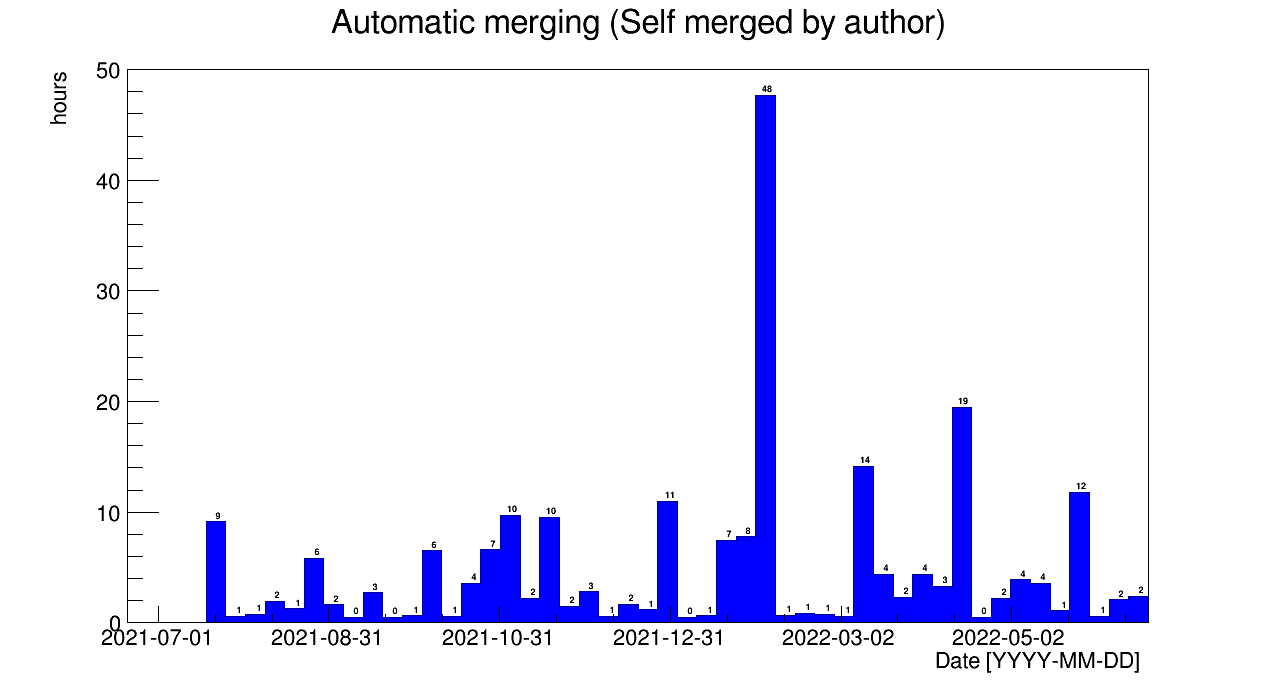 Automatic merging (Self merged by author)
hours
50
40
30
20
10
0
9 1 1 2 1 6 2 0 3 0 1 6 1 4 7 10 2 10 2 3 1 2 1 11 0 1 7 8 48 1 1 1 1 14 4 2 4 3 19 0 2 4 4 1 12 1 2 2
2021-07-01 2021-08-31 2021-10-31 2021-12-31 2022-03-02 2022-05-02
Date [YYYY-MM-DD]